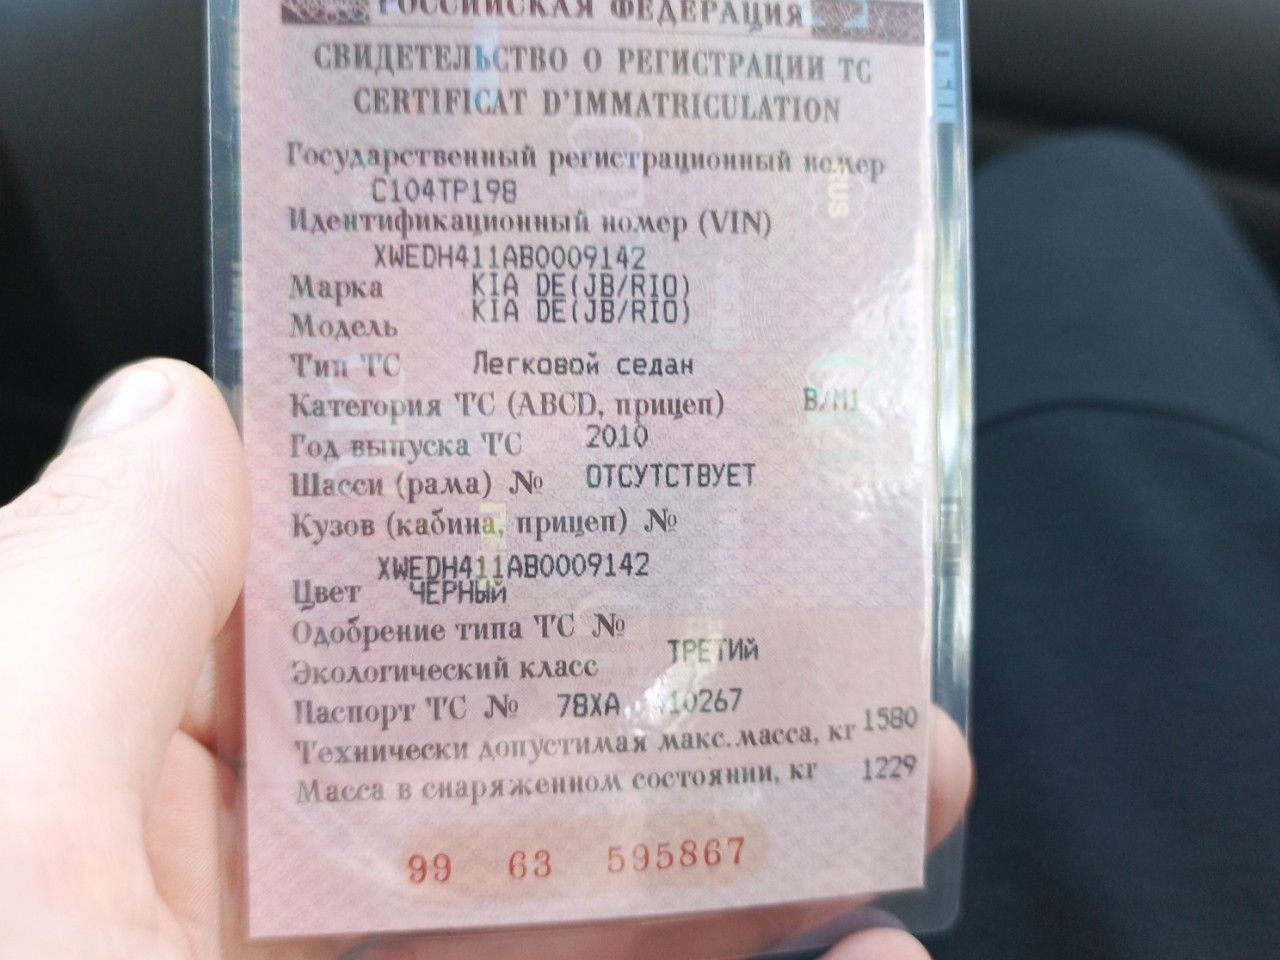 РОССИЙСКАЯ ФЕДЕРАЦИЯ
СВИДЕТЕЛЬСТВО О РЕГИСТРАЦИИ ТС
CERTIFICAT D'IMMATRICULATION
Государственный регистрационный номер
С104ТР198
Идентификационный номер (VIN)
XWEDH411AB0009142
Марка KIA DE(JB/RIO)
Модель KIA DE(JB/RIO)
Тип ТС Легковой седан
Категория ТС (ABCD, прицеп) B/M1
Год выпуска ТС 2010
Шасси (рама) № ОТСУТСТВУЕТ
Кузов (кабина, прицеп) №
XWEDH411AB0009142
Цвет ЧЕРНЫЙ
Одобрение типа ТС №
Экологический класс ТРЕТИЙ
Паспорт ТС № 78ХА
Технически допустимая макс. масса, кг 1580
Масса в снаряженном состоянии, кг 1229
99 63 595867
RUS